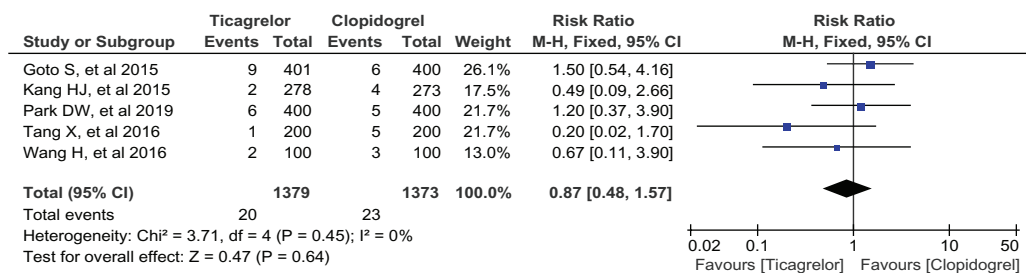 Ticagrelor Clopidogrel Risk Ratio Risk Ratio
Study or Subgroup Events Total Events Total Weight M-H, Fixed, 95% CI M-H, Fixed, 95% CI
Goto S, et al 2015 9 401 6 400 26.1% 1.50 [0.54, 4.16]
Kang HJ, et al 2015 2 278 4 273 17.5% 0.49 [0.09, 2.66]
Park DW, et al 2019 6 400 5 400 21.7% 1.20 [0.37, 3.90]
Tang X, et al 2016 1 200 5 200 21.7% 0.20 [0.02, 1.70]
Wang H, et al 2016 2 100 3 100 13.0% 0.67 [0.11, 3.90]
Total (95% CI) 1379 1373 100.0% 0.87 [0.48, 1.57]
Total events 20 23
Heterogeneity: Chi² = 3.71, df = 4 (P = 0.45); I² = 0%
Test for overall effect: Z = 0.47 (P = 0.64)
0.02 0.1 1 10 50
Favours [Ticagrelor] Favours [Clopidogrel]